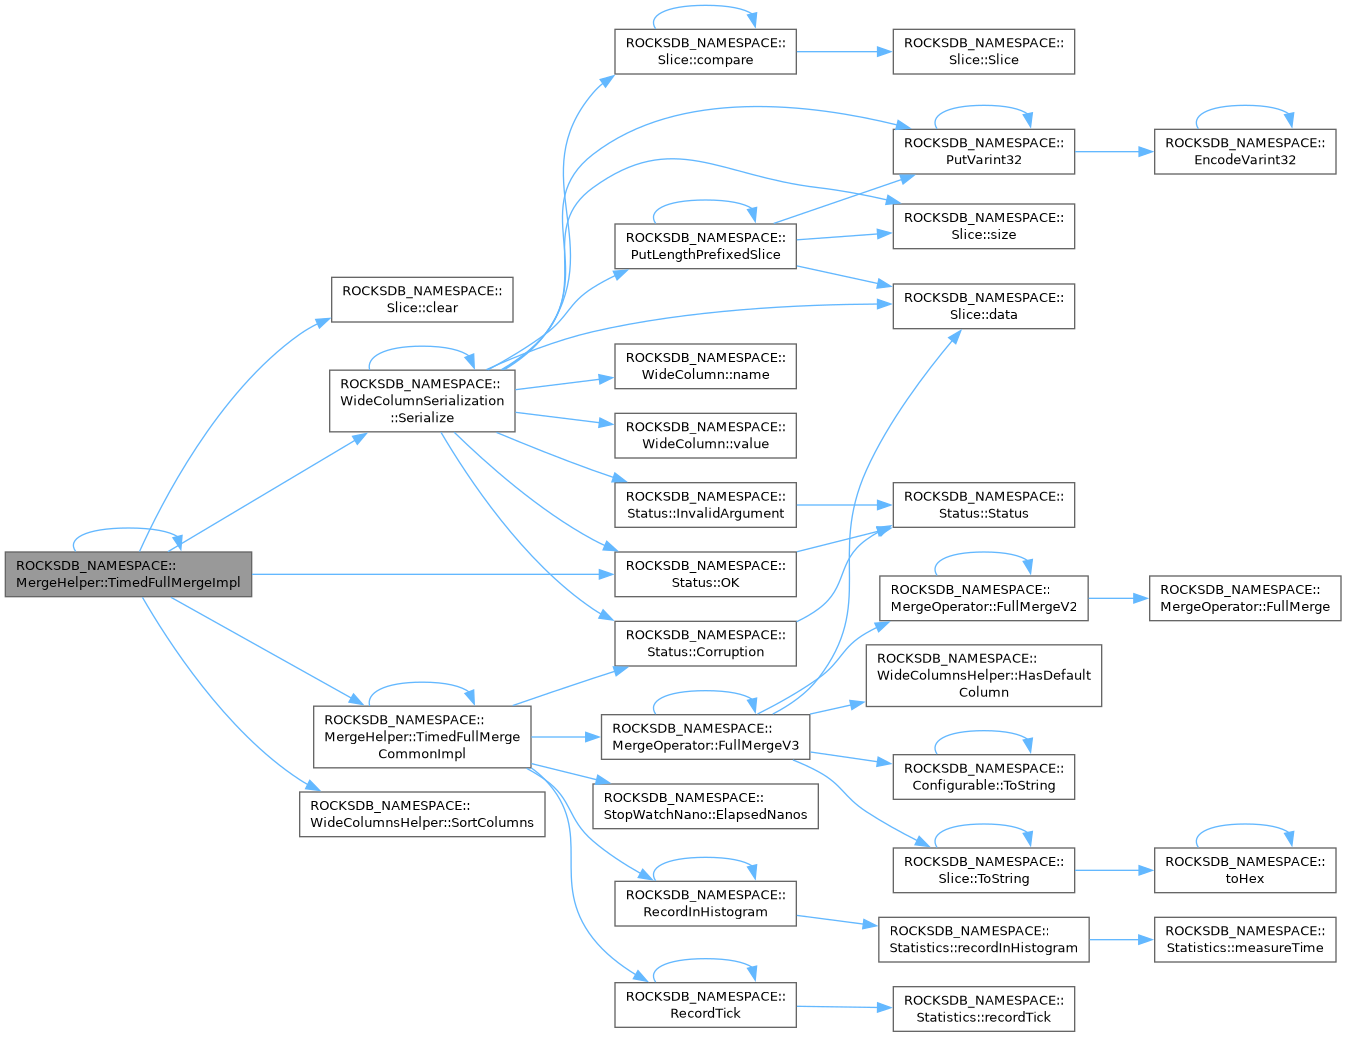 ROCKSDB_NAMESPACE::
MergeHelper::TimedFullMergeImpl
ROCKSDB_NAMESPACE::
Slice::clear
ROCKSDB_NAMESPACE::
WideColumnSerialization
::Serialize
ROCKSDB_NAMESPACE::
MergeHelper::TimedFullMerge
CommonImpl
ROCKSDB_NAMESPACE::
WideColumnsHelper::SortColumns
ROCKSDB_NAMESPACE::
Slice::compare
ROCKSDB_NAMESPACE::
PutLengthPrefixedSlice
ROCKSDB_NAMESPACE::
WideColumn::name
ROCKSDB_NAMESPACE::
WideColumn::value
ROCKSDB_NAMESPACE::
Status::InvalidArgument
ROCKSDB_NAMESPACE::
Status::OK
ROCKSDB_NAMESPACE::
Status::Corruption
ROCKSDB_NAMESPACE::
MergeOperator::FullMergeV3
ROCKSDB_NAMESPACE::
StopWatchNano::ElapsedNanos
ROCKSDB_NAMESPACE::
RecordInHistogram
ROCKSDB_NAMESPACE::
RecordTick
ROCKSDB_NAMESPACE::
Slice::Slice
ROCKSDB_NAMESPACE::
PutVarint32
ROCKSDB_NAMESPACE::
Slice::size
ROCKSDB_NAMESPACE::
Slice::data
ROCKSDB_NAMESPACE::
Status::Status
ROCKSDB_NAMESPACE::
MergeOperator::FullMergeV2
ROCKSDB_NAMESPACE::
WideColumnsHelper::HasDefault
Column
ROCKSDB_NAMESPACE::
Configurable::ToString
ROCKSDB_NAMESPACE::
Slice::ToString
ROCKSDB_NAMESPACE::
Statistics::recordInHistogram
ROCKSDB_NAMESPACE::
Statistics::recordTick
ROCKSDB_NAMESPACE::
EncodeVarint32
ROCKSDB_NAMESPACE::
MergeOperator::FullMerge
ROCKSDB_NAMESPACE::
toHex
ROCKSDB_NAMESPACE::
Statistics::measureTime